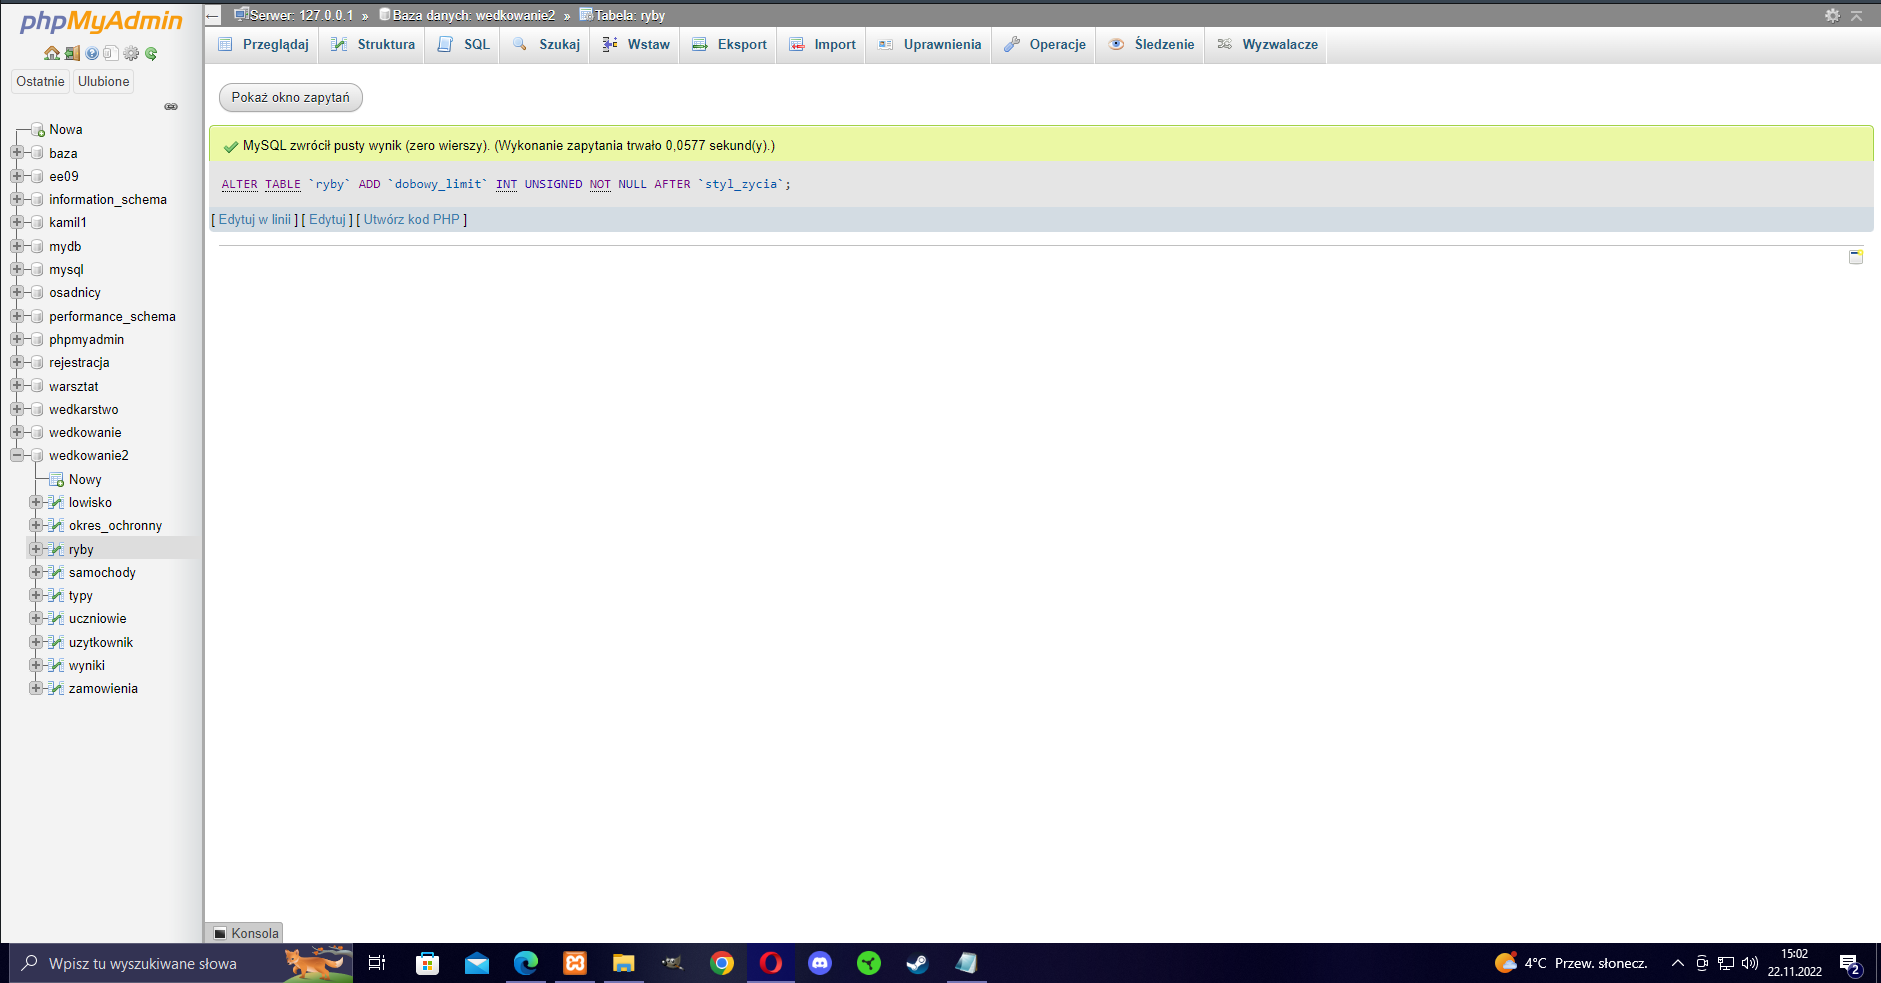 phpMyAdmin
Ostatnie Ulubione
Nowa
baza
ee09
information_schema
kamil1
mydb
mysql
osadnicy
performance_schema
phpmyadmin
rejestracja
warsztat
wedkarstwo
wedkowanie
wedkowanie2
Nowy
lowisko
okres_ochronny
ryby
samochody
typy
uczniowie
uzytkownik
wyniki
zamowienia
Serwer: 127.0.0.1 » Baza danych: wedkowanie2 » Tabela: ryby
Przeglądaj Struktura SQL Szukaj Wstaw Eksport Import Uprawnienia Operacje Śledzenie Wyzwalacze
Pokaż okno zapytań
MySQL zwrócił pusty wynik (zero wierszy). (Wykonanie zapytania trwało 0,0577 sekund(y).)
ALTER TABLE `ryby` ADD `dobowy_limit` INT UNSIGNED NOT NULL AFTER `styl_zycia`;
[ Edytuj w linii ] [ Edytuj ] [ Utwórz kod PHP ]
Konsola
Wpisz tu wyszukiwane słowa
4°C Przew. słonecz.
15:02
22.11.2022
2